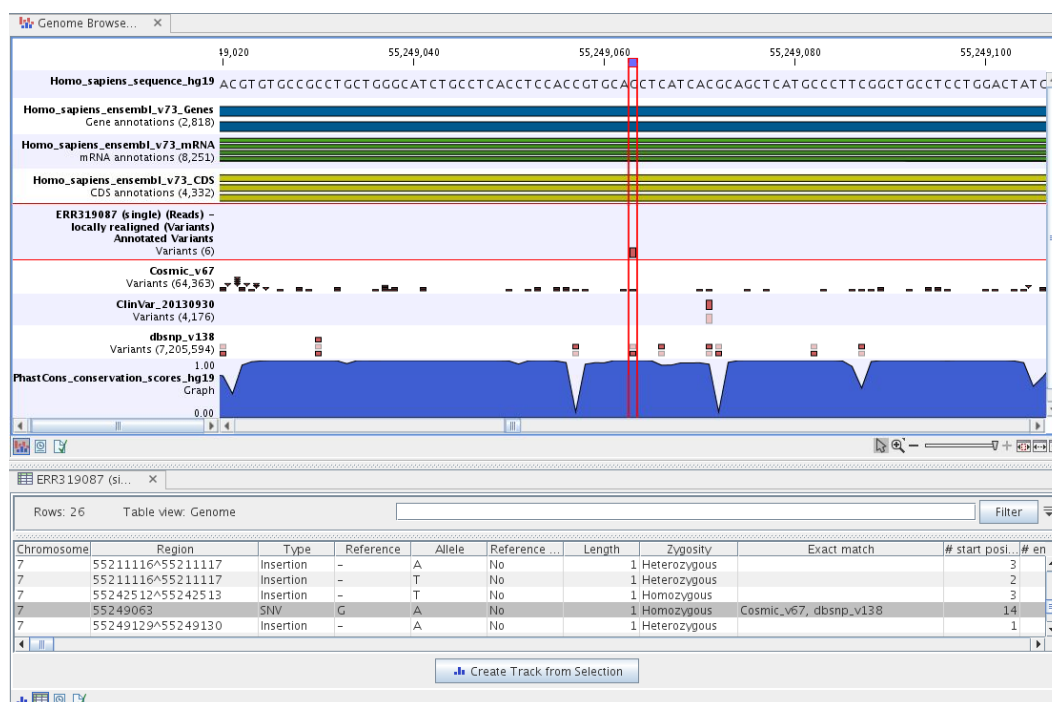 Genome Browse...
49,020 55,249,040 55,249,060 55,249,080 55,249,100
Homo_sapiens_sequence_hg19 ACGTGTGCCGCCTGCTGGGCATCTGCCTCACCTCCACCGTGCAGCTCATCACGCAGCTCATGCCCTTCGGCTGCCTCCTGGACTATG
Homo_sapiens_ensembl_v73_Genes
Gene annotations (2,818)
Homo_sapiens_ensembl_v73_mRNA
mRNA annotations (8,251)
Homo_sapiens_ensembl_v73_CDS
CDS annotations (4,332)
ERR319087 (single) (Reads) –
locally realigned (Variants)
Annotated Variants
Variants (6)
Cosmic_v67
Variants (64,363)
ClinVar_20130930
Variants (4,176)
dbsnp_v138
Variants (7,205,594)
1.00
PhastCons_conservation_scores_hg19
Graph
0.00
ERR319087 (si...
Rows: 26 Table view: Genome Filter
Chromosome Region Type Reference Allele Reference ... Length Zygosity Exact match # start posi... # en
7 55211116^55211117 Insertion – A No 1 Heterozygous 3
7 55211116^55211117 Insertion – T No 1 Heterozygous 2
7 55242512^55242513 Insertion – T No 1 Homozygous 3
7 55249063 SNV G A No 1 Homozygous Cosmic_v67, dbsnp_v138 14
7 55249129^55249130 Insertion – A No 1 Heterozygous 1
Create Track from Selection